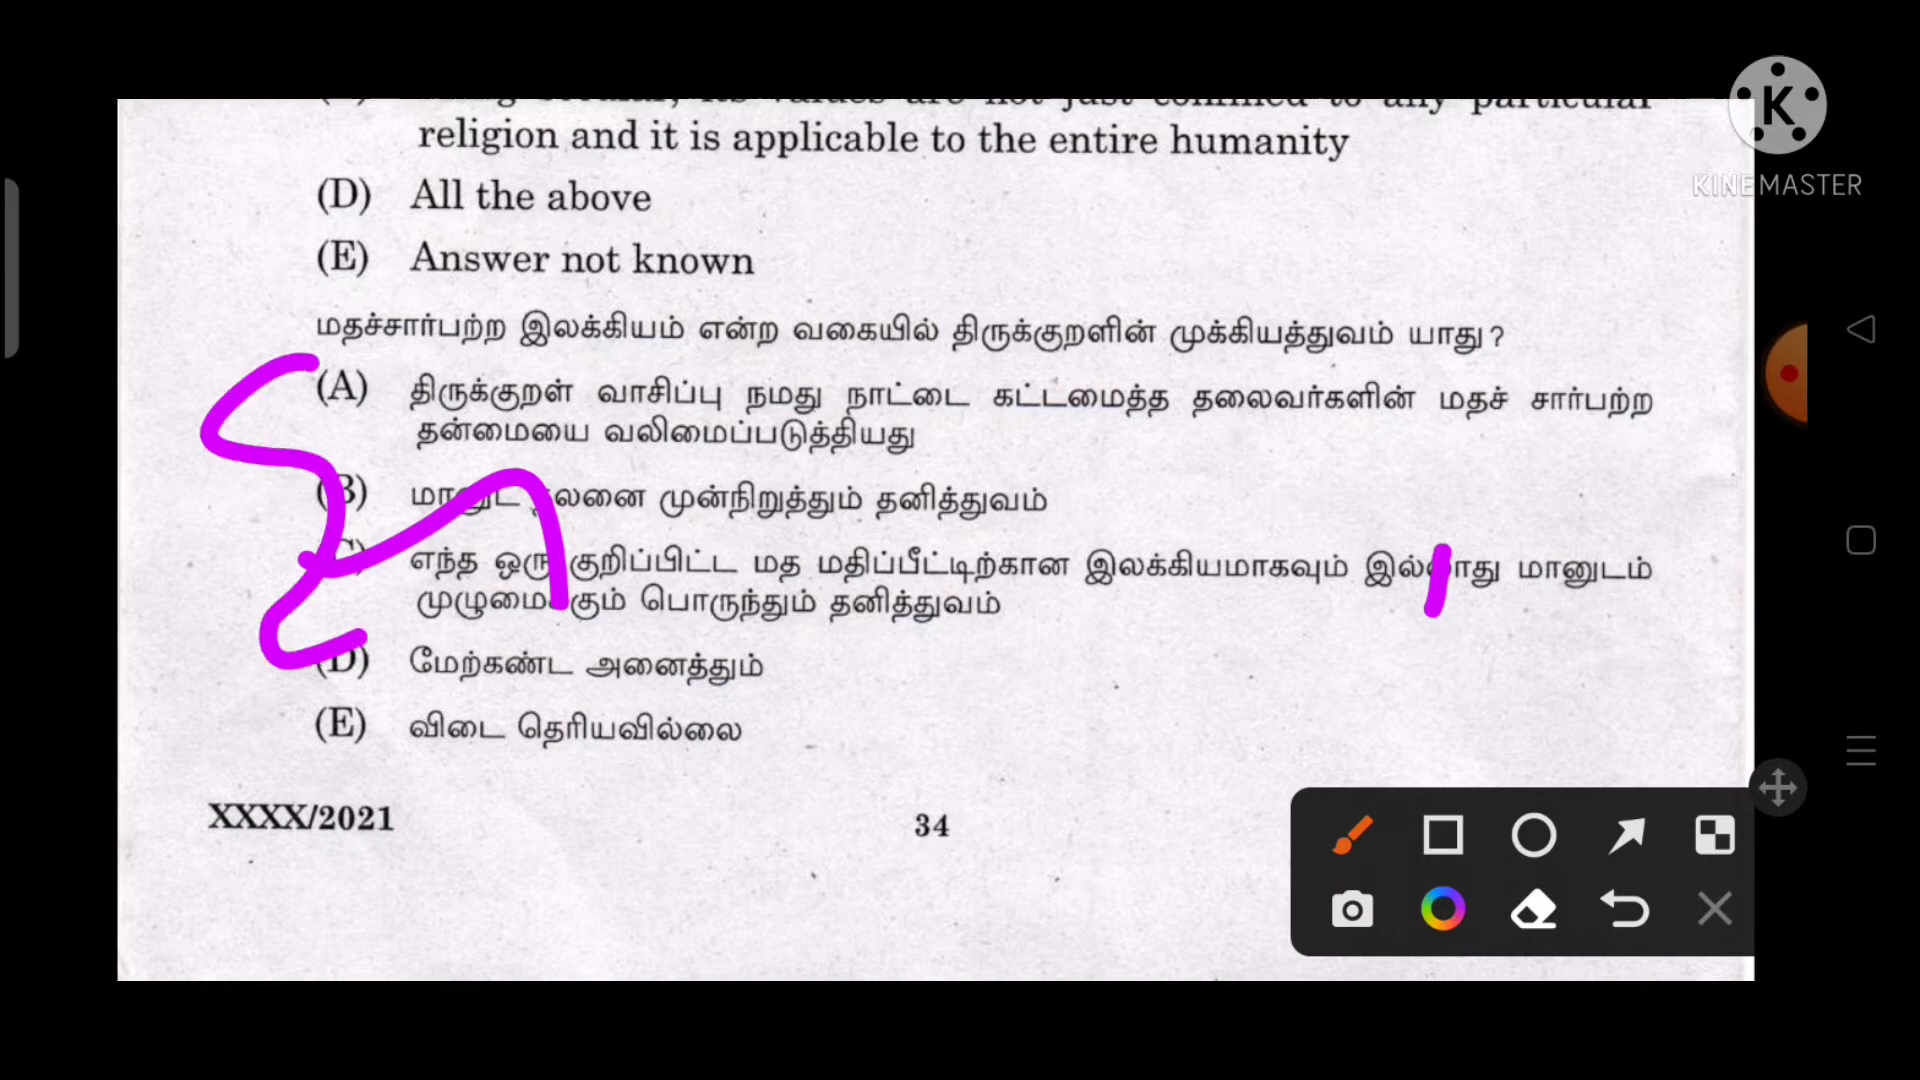 religion and it is applicable to the entire humanity
(D) All the above
(E) Answer not known
மதச்சார்பற்ற இலக்கியம் என்ற வகையில் திருக்குறளின் முக்கியத்துவம் யாது?
(A) திருக்குறள் வாசிப்பு நமது நாட்டை கட்டமைத்த தலைவர்களின் மதச் சார்பற்ற
தன்மையை வலிமைப்படுத்தியது
(B) முன்நிறுத்தும் தனித்துவம்
எந்த ஒரு குறிப்பிட்ட மத மதிப்பீட்டிற்கான இலக்கியமாகவும் இல்லாது மானுடம்
முழுமைக்கும் பொருந்தும் தனித்துவம்
(D) மேற்கண்ட அனைத்தும்
(E) விடை தெரியவில்லை
XXXX/2021 34
K
KINEMASTER